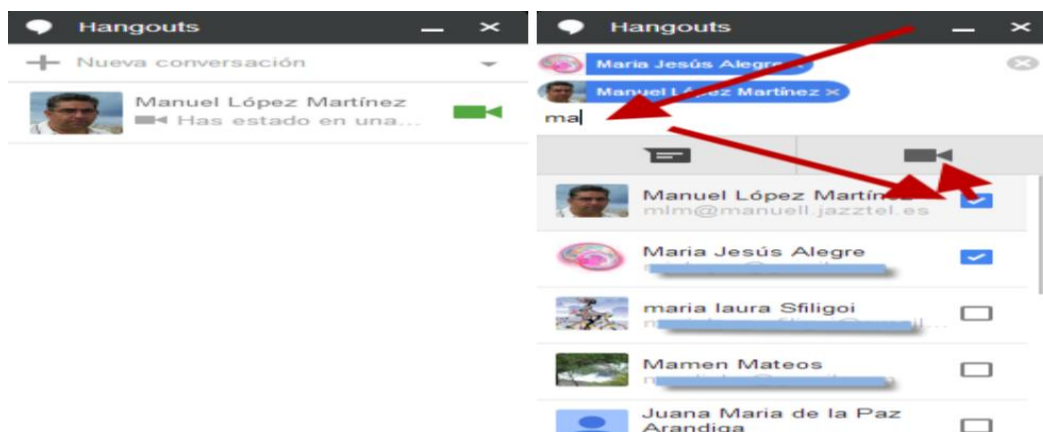 Hangouts
Nueva conversación
Manuel López Martínez
Has estado en una...
Hangouts
Maria Jesús Alegre ×
Manuel López Martínez ×
ma
Manuel López Martínez
mlm@manuell.jazztel.es
Maria Jesús Alegre
maria laura Sfiligoi
Mamen Mateos
Juana Maria de la Paz
Arandiga